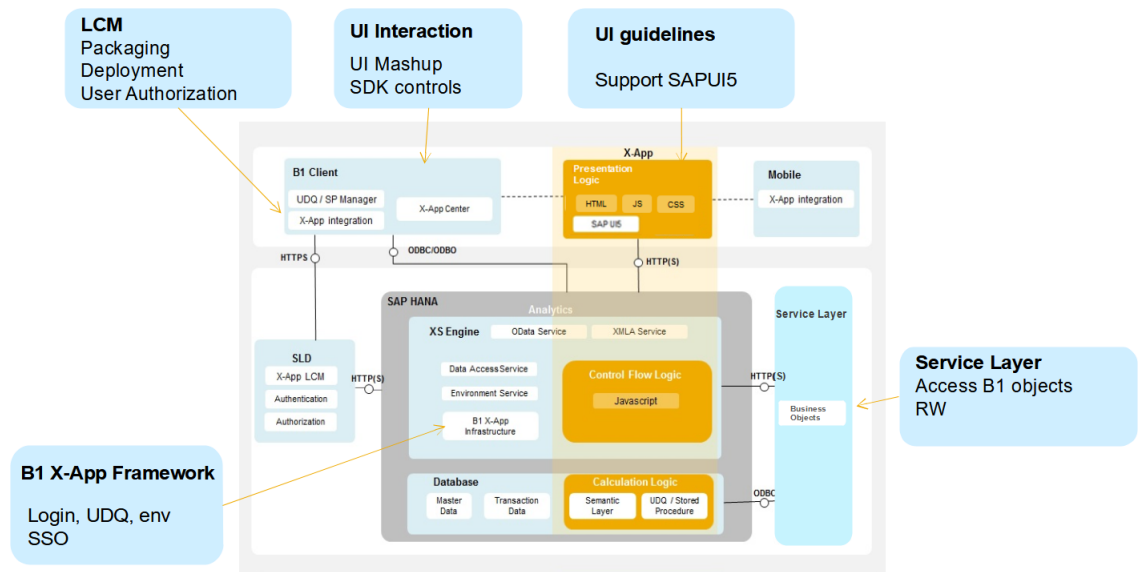 LCM
Packaging
Deployment
User Authorization
UI Interaction
UI Mashup
SDK controls
UI guidelines
Support SAPUI5
X-App
B1 Client
UDQ / SP Manager
X-App integration
X-App Center
Presentation
Logic
HTML
JS
CSS
SAP UI5
Mobile
X-App integration
HTTPS
ODBC/ODBO
HTTP(S)
SAP HANA
Analytics
XS Engine
OData Service
XMLA Service
Data AccessService
Environment Service
B1 X-App
Infrastructure
Control Flow Logic
Javascript
SLD
X-App LCM
Authentication
Authorization
HTTP(S)
HTTP(S)
Service Layer
Business
Objects
Service Layer
Access B1 objects
RW
B1 X-App Framework
Login, UDQ, env
SSO
Database
Master
Data
Transaction
Data
Calculation Logic
Semantic
Layer
UDQ / Stored
Procedure
ODBC